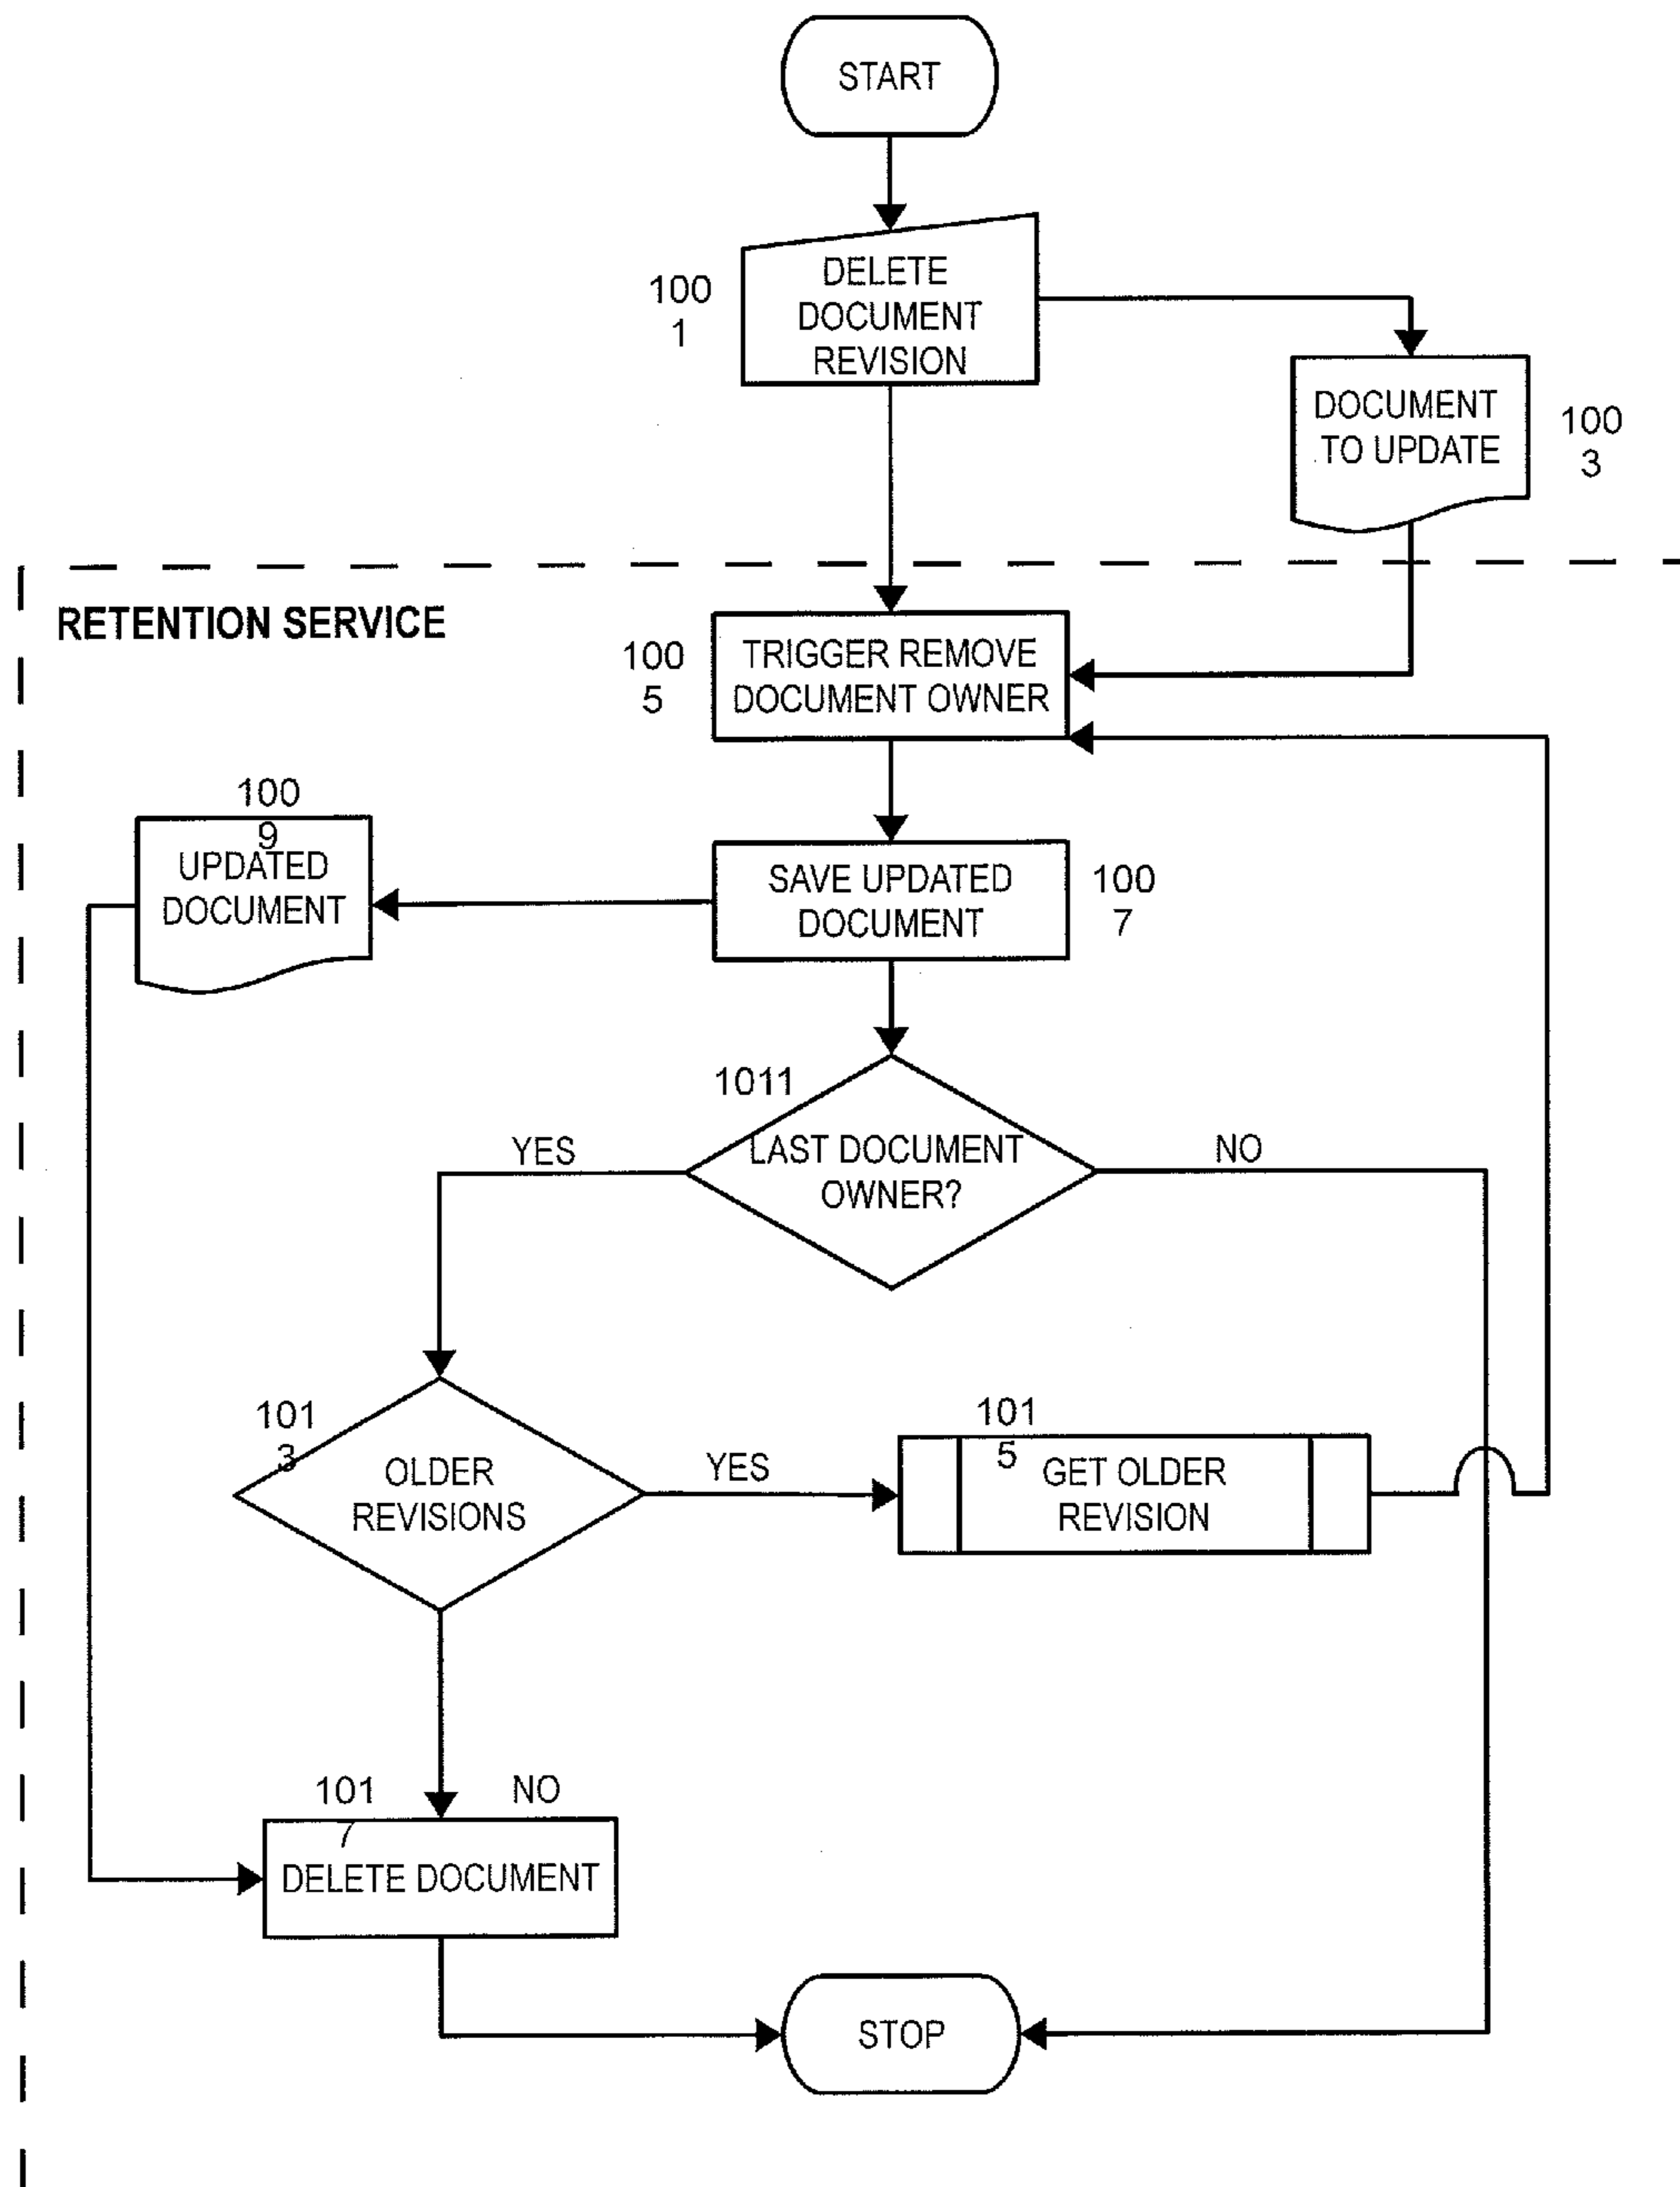 START
DELETE
DOCUMENT
REVISION
100
1
DOCUMENT
TO UPDATE
100
3
RETENTION SERVICE
TRIGGER REMOVE
DOCUMENT OWNER
100
5
100
9
UPDATED
DOCUMENT
SAVE UPDATED
DOCUMENT
100
7
1011
LAST DOCUMENT
OWNER?
YES
NO
101
3
OLDER
REVISIONS
YES
101
5
GET OLDER
REVISION
101
7
NO
DELETE DOCUMENT
STOP